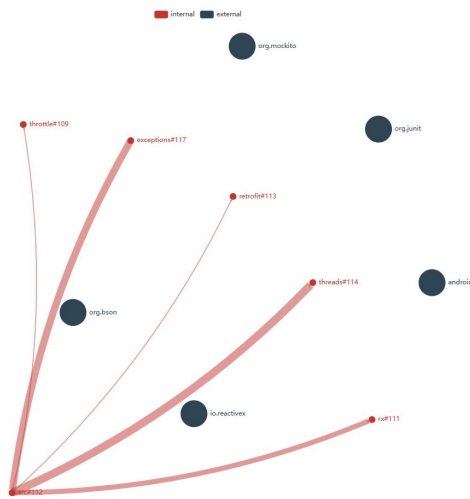 internal
external
org.mockito
throttle#109
org.junit
exceptions#117
retrofit#113
threads#114
android
org.bson
io.reactivex
rx#111